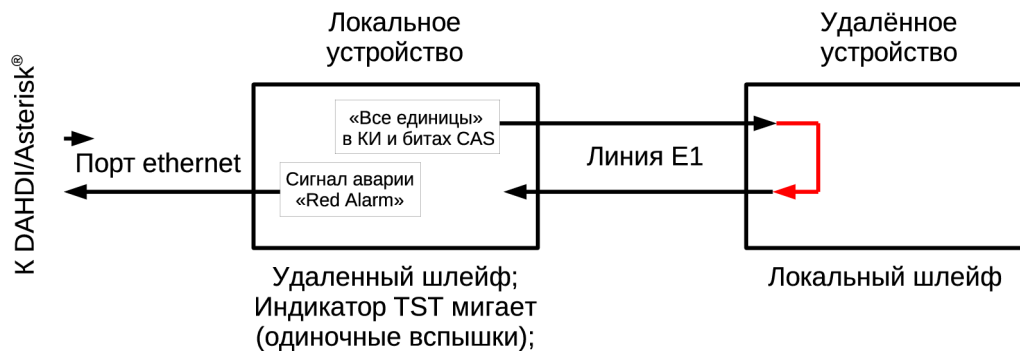 Локальное
устройство
Удалённое
устройство
К DAHDI/Asterisk®
«Все единицы»
в КИ и битах CAS
Порт ethernet
Линия E1
Сигнал аварии
«Red Alarm»
Удаленный шлейф;
Индикатор TST мигает
(одиночные вспышки);
Локальный шлейф